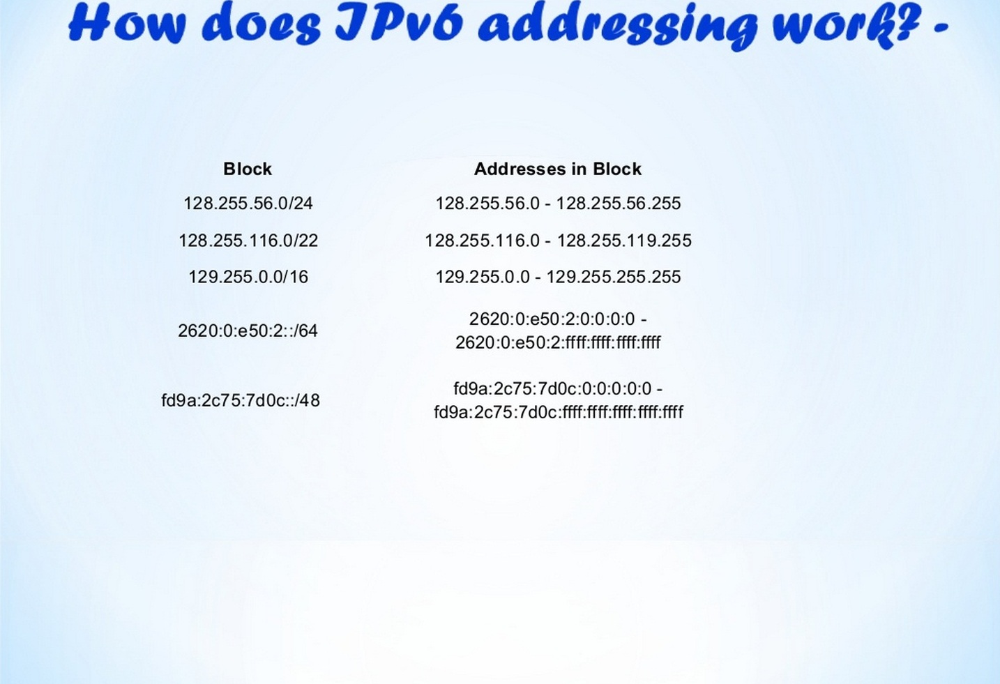 How does IPv6 addressing work? -
Block Addresses in Block
128.255.56.0/24 128.255.56.0 - 128.255.56.255
128.255.116.0/22 128.255.116.0 - 128.255.119.255
129.255.0.0/16 129.255.0.0 - 129.255.255.255
2620:0:e50:2::/64 2620:0:e50:2:0:0:0:0 -
2620:0:e50:2:ffff:ffff:ffff:ffff
fd9a:2c75:7d0c::/48 fd9a:2c75:7d0c:0:0:0:0:0 -
fd9a:2c75:7d0c:ffff:ffff:ffff:ffff:ffff